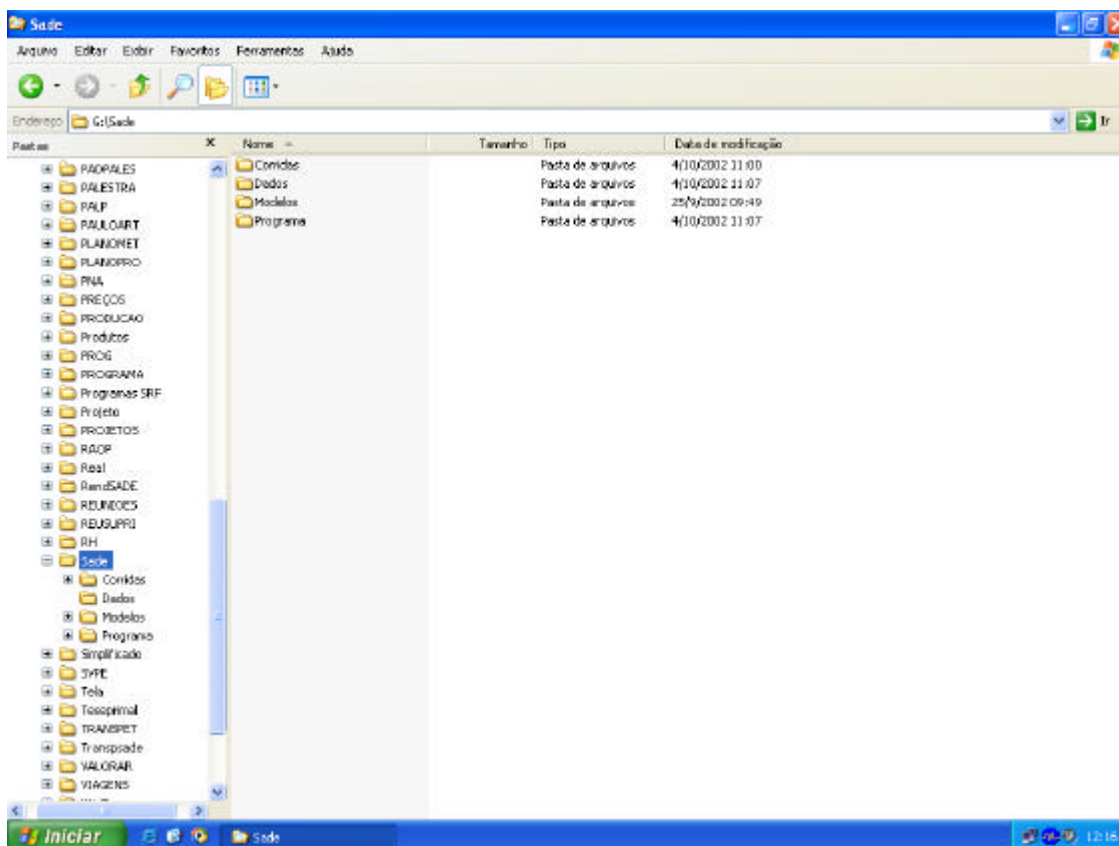 Sade
Arquivo Editar Exibir Favoritos Ferramentas Ajuda
Endereço G:\Sade Ir
Pastas
Nome Tamanho Tipo Data de modificação
Corridas Pasta de arquivos 4/10/2002 11:00
Dados Pasta de arquivos 4/10/2002 11:07
Modelos Pasta de arquivos 25/9/2002 09:49
Programa Pasta de arquivos 4/10/2002 11:07
PADPALES
PALESTRA
PALP
PAULOART
PLANOMET
PLANOPRO
PNA
PREÇOS
PRODUCAO
Produtos
PROG
PROGRAMA
Programas SRF
Projeto
PROJETOS
RAOP
Real
RendSADE
REUNIOES
REUSUPRI
RH
Sade
Corridas
Dados
Modelos
Programa
Simplificado
Tela
Teseprimal
TRANSPET
Transpsade
VALORAR
VIAGENS
Iniciar Sade 12:16